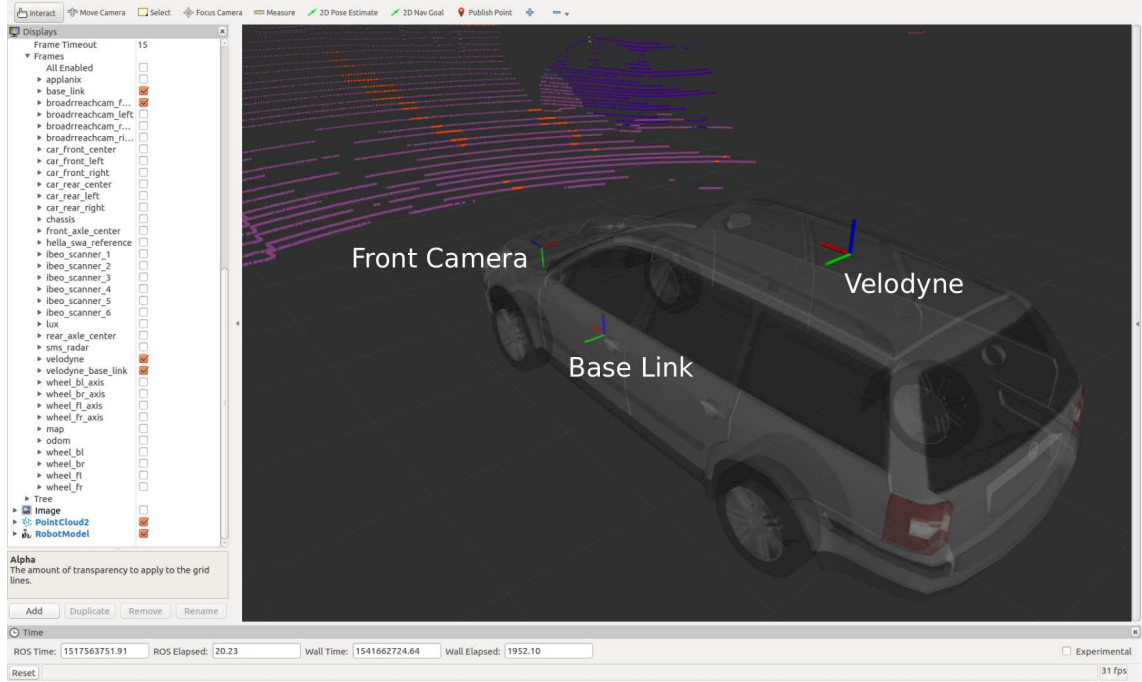 Interact Move Camera Select Focus Camera Measure 2D Pose Estimate 2D Nav Goal Publish Point
Displays
Frame Timeout 15
Frames
All Enabled
applanix
base_link
broadrreachcam_f...
broadrreachcam_left
broadrreachcam_r...
broadrreachcam_ri...
car_front_center
car_front_left
car_front_right
car_rear_center
car_rear_left
car_rear_right
chassis
front_axle_center
hella_swa_reference
ibeo_scanner_1
ibeo_scanner_2
ibeo_scanner_3
ibeo_scanner_4
ibeo_scanner_5
ibeo_scanner_6
lux
rear_axle_center
sms_radar
velodyne
velodyne_base_link
wheel_bl_axis
wheel_br_axis
wheel_fl_axis
wheel_fr_axis
map
odom
wheel_bl
wheel_br
wheel_fl
wheel_fr
Tree
Image
PointCloud2
RobotModel
Alpha
The amount of transparency to apply to the grid
lines.
Add Duplicate Remove Rename
Front Camera
Velodyne
Base Link
Time
ROS Time: 1517563751.91 ROS Elapsed: 20.23 Wall Time: 1541662724.64 Wall Elapsed: 1952.10 Experimental
Reset 31 fps